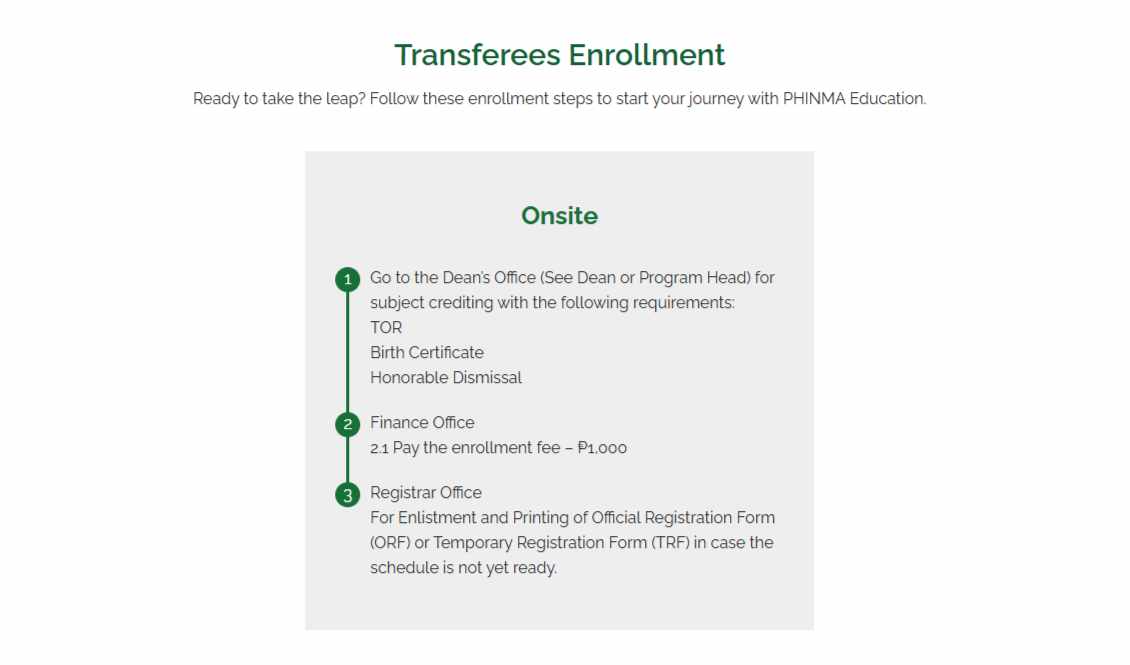 Transferees Enrollment
Ready to take the leap? Follow these enrollment steps to start your journey with PHINMA Education.
Onsite
1 Go to the Dean's Office (See Dean or Program Head) for
subject crediting with the following requirements:
TOR
Birth Certificate
Honorable Dismissal
2 Finance Office
2.1 Pay the enrollment fee – ₱1,000
3 Registrar Office
For Enlistment and Printing of Official Registration Form
(ORF) or Temporary Registration Form (TRF) in case the
schedule is not yet ready.